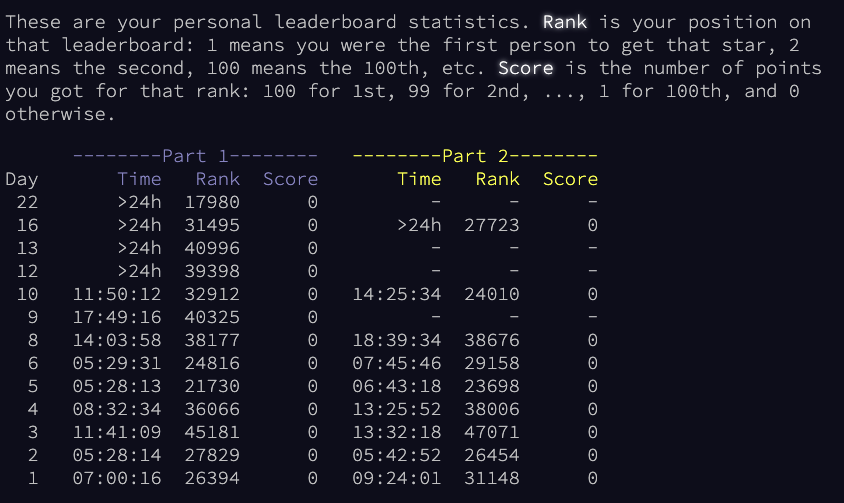 These are your personal leaderboard statistics. Rank is your position on
that leaderboard: 1 means you were the first person to get that star, 2
means the second, 100 means the 100th, etc. Score is the number of points
you got for that rank: 100 for 1st, 99 for 2nd, ..., 1 for 100th, and 0
otherwise.

      --------Part 1--------   --------Part 2--------
Day       Time   Rank  Score       Time   Rank  Score
 22       >24h  17980      0          -      -      -
 16       >24h  31495      0       >24h  27723      0
 13       >24h  40996      0          -      -      -
 12       >24h  39398      0          -      -      -
 10   11:50:12  32912      0   14:25:34  24010      0
  9   17:49:16  40325      0          -      -      -
  8   14:03:58  38177      0   18:39:34  38676      0
  6   05:29:31  24816      0   07:45:46  29158      0
  5   05:28:13  21730      0   06:43:18  23698      0
  4   08:32:34  36066      0   13:25:52  38006      0
  3   11:41:09  45181      0   13:32:18  47071      0
  2   05:28:14  27829      0   05:42:52  26454      0
  1   07:00:16  26394      0   09:24:01  31148      0